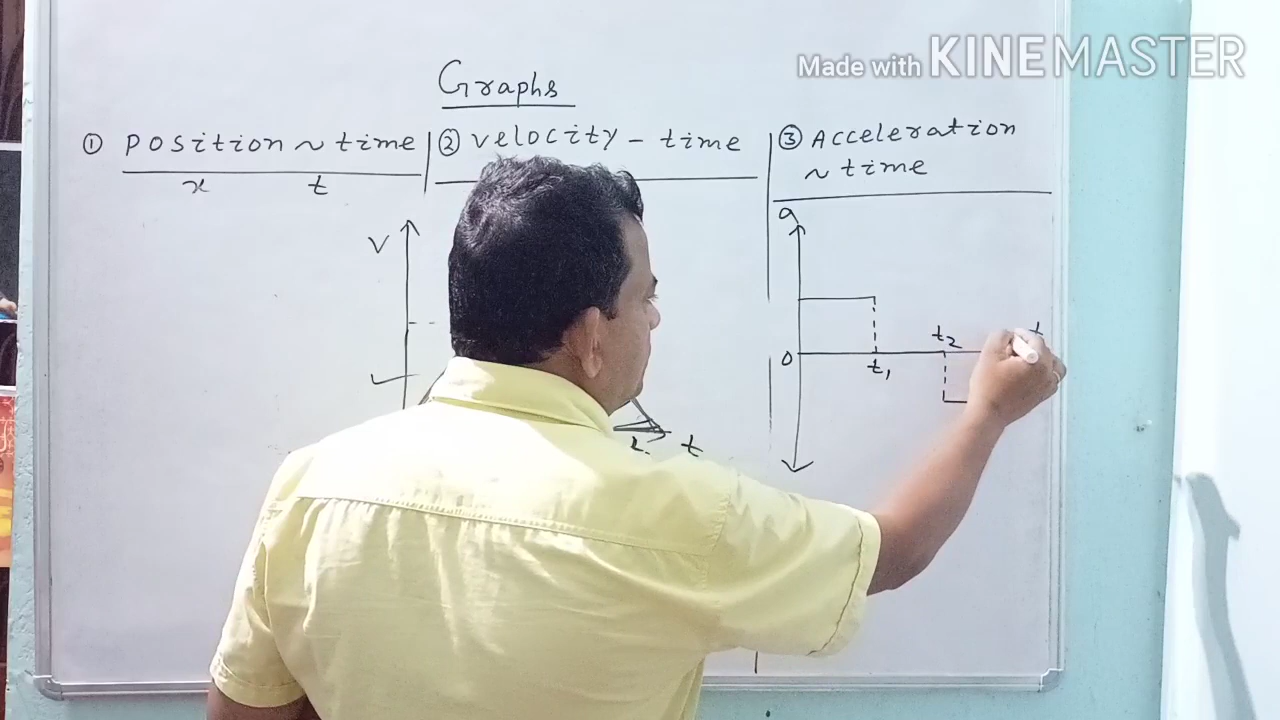 Made with KINEMASTER
Graphs
① Position ~ time
x t
② Velocity - time
③ Acceleration
~ time
V
t
a
0
t₁
t₂
t